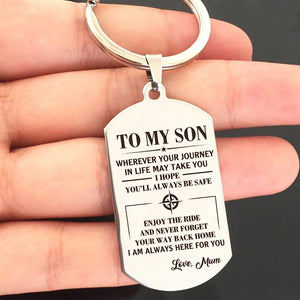 TO MY SON
WHEREVER YOUR JOURNEY
IN LIFE MAY TAKE YOU
I HOPE
YOU'LL ALWAYS BE SAFE
ENJOY THE RIDE
AND NEVER FORGET
YOUR WAY BACK HOME
I AM ALWAYS HERE FOR YOU
Love, Mum